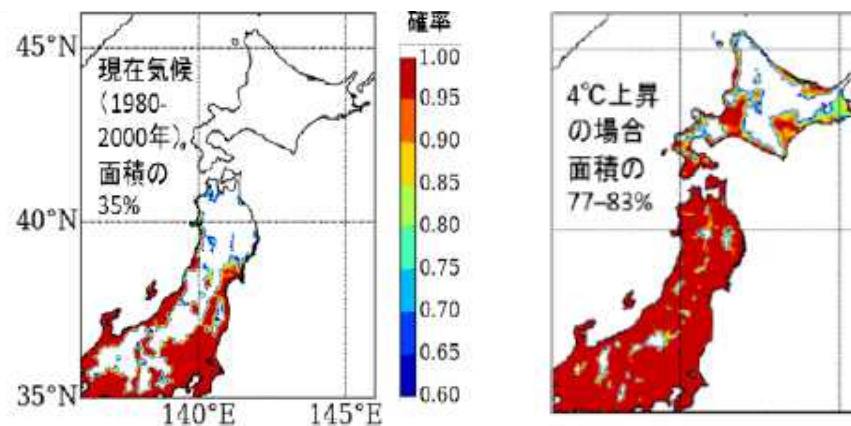 45°N
40°N
35°N
140°E
145°E
現在気候
(1980-
2000年)。
面積の
35%
確率
1.00
0.95
0.90
0.85
0.80
0.75
0.70
0.65
0.60
4℃上昇
の場合
面積の
77–83%